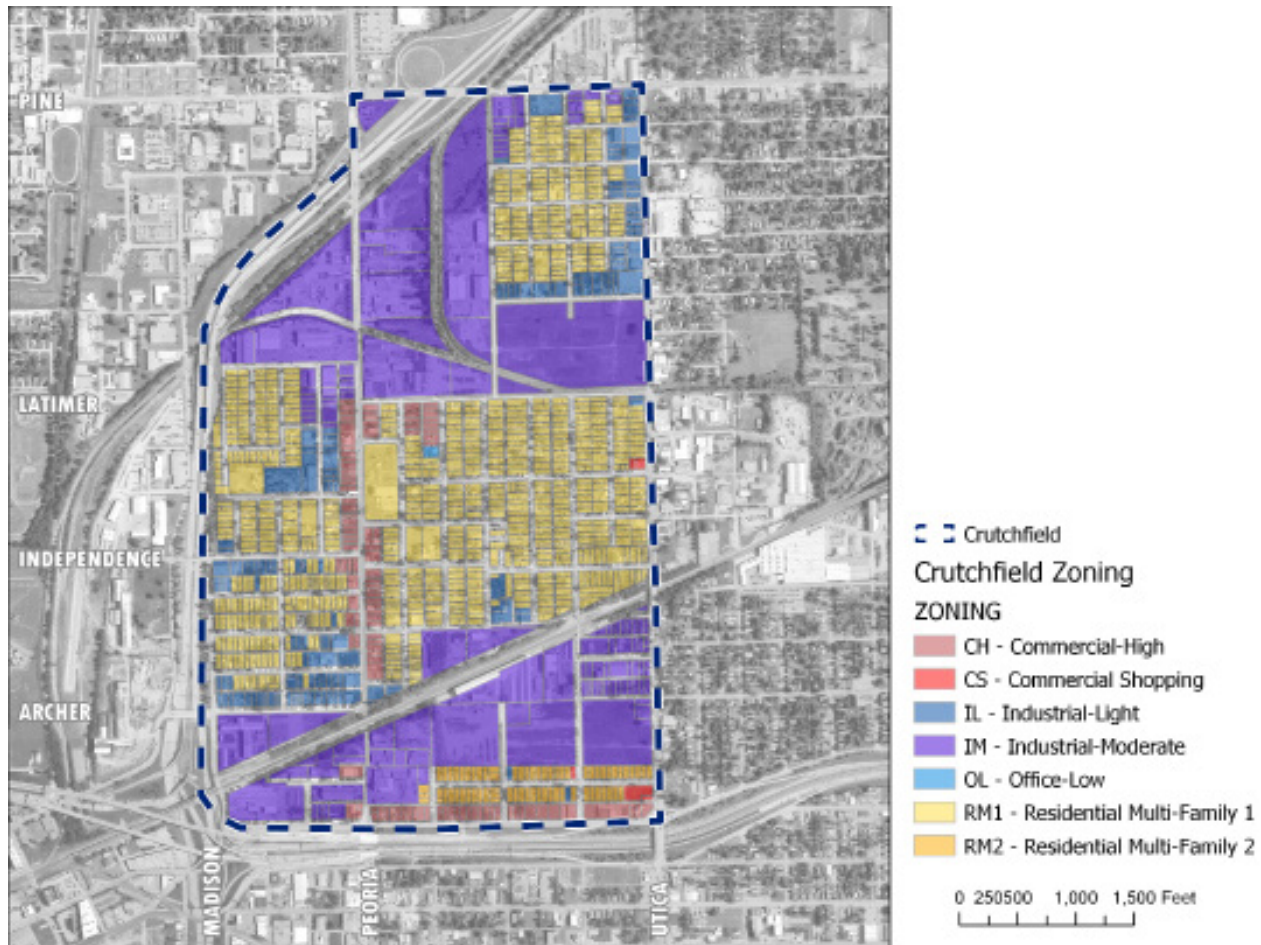 PINE
LATIMER
INDEPENDENCE
ARCHER
MADISON
PEORIA
UTICA
Crutchfield
Crutchfield Zoning
ZONING
CH - Commercial-High
CS - Commercial Shopping
IL - Industrial-Light
IM - Industrial-Moderate
OL - Office-Low
RM1 - Residential Multi-Family 1
RM2 - Residential Multi-Family 2
0 250500 1,000 1,500 Feet